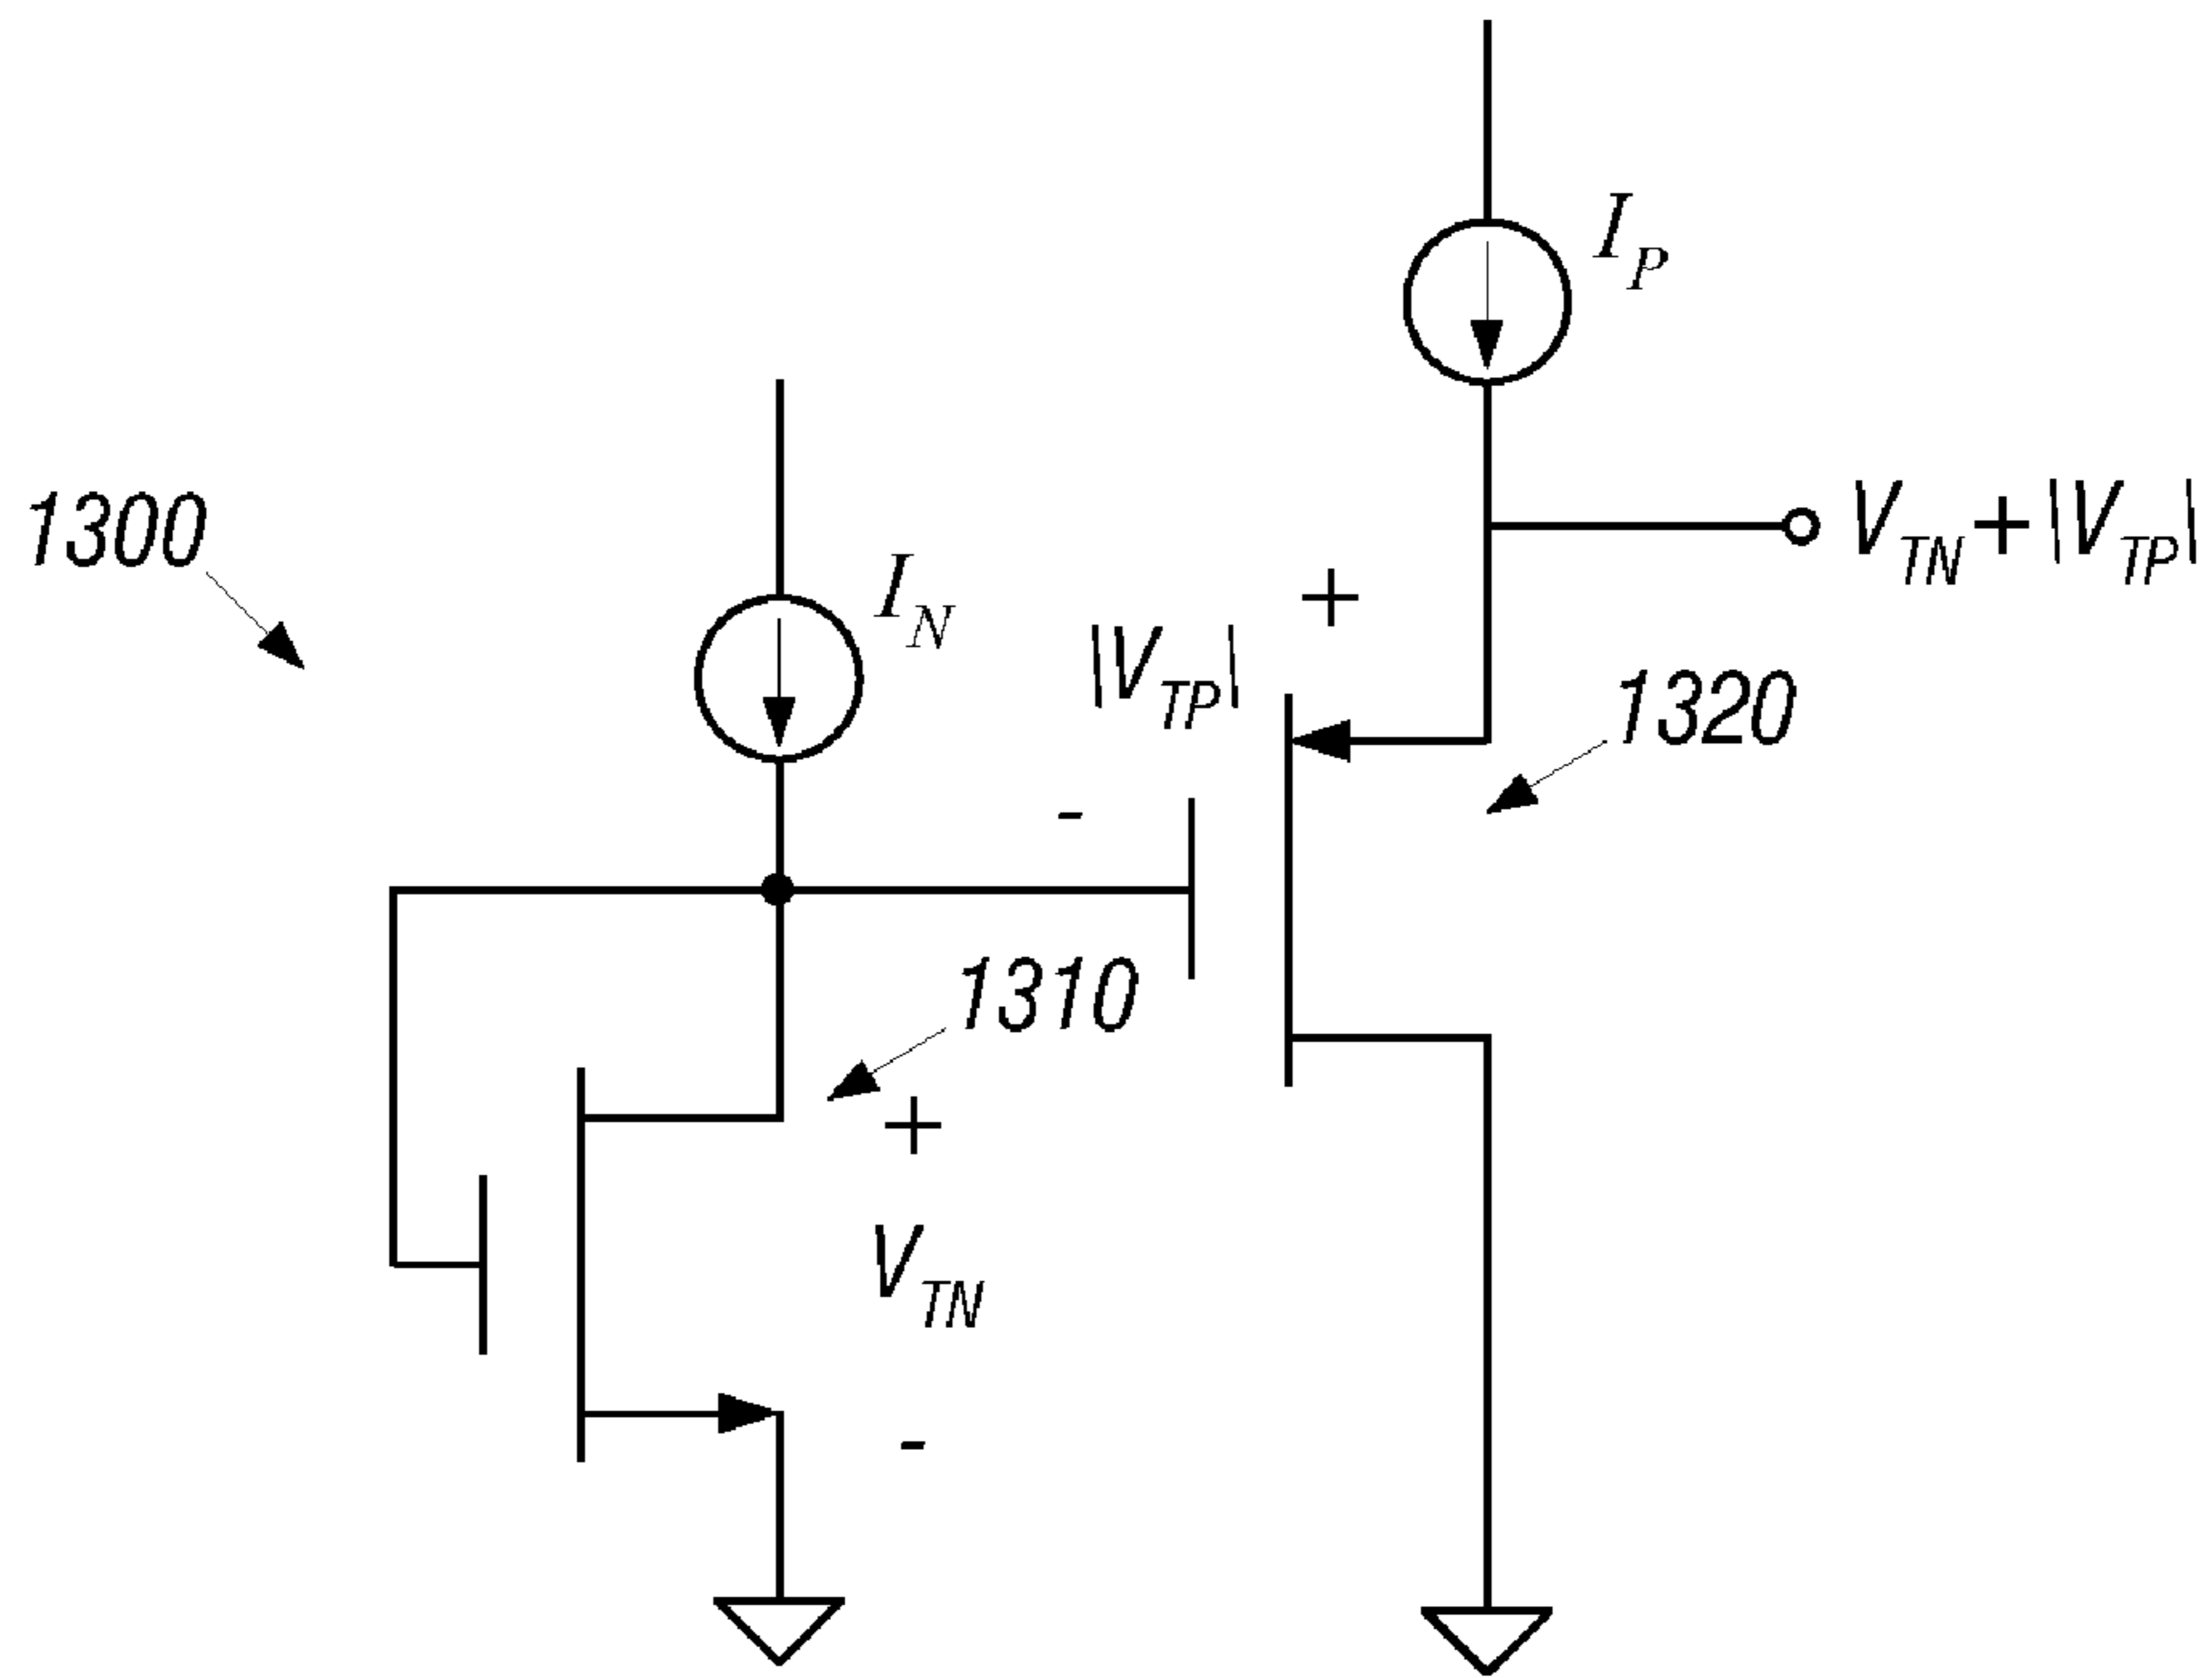 I_P
1300
V_TN+\V_TP\
I_N
+
\V_TP\
1320
-
1310
+
V_TN
-